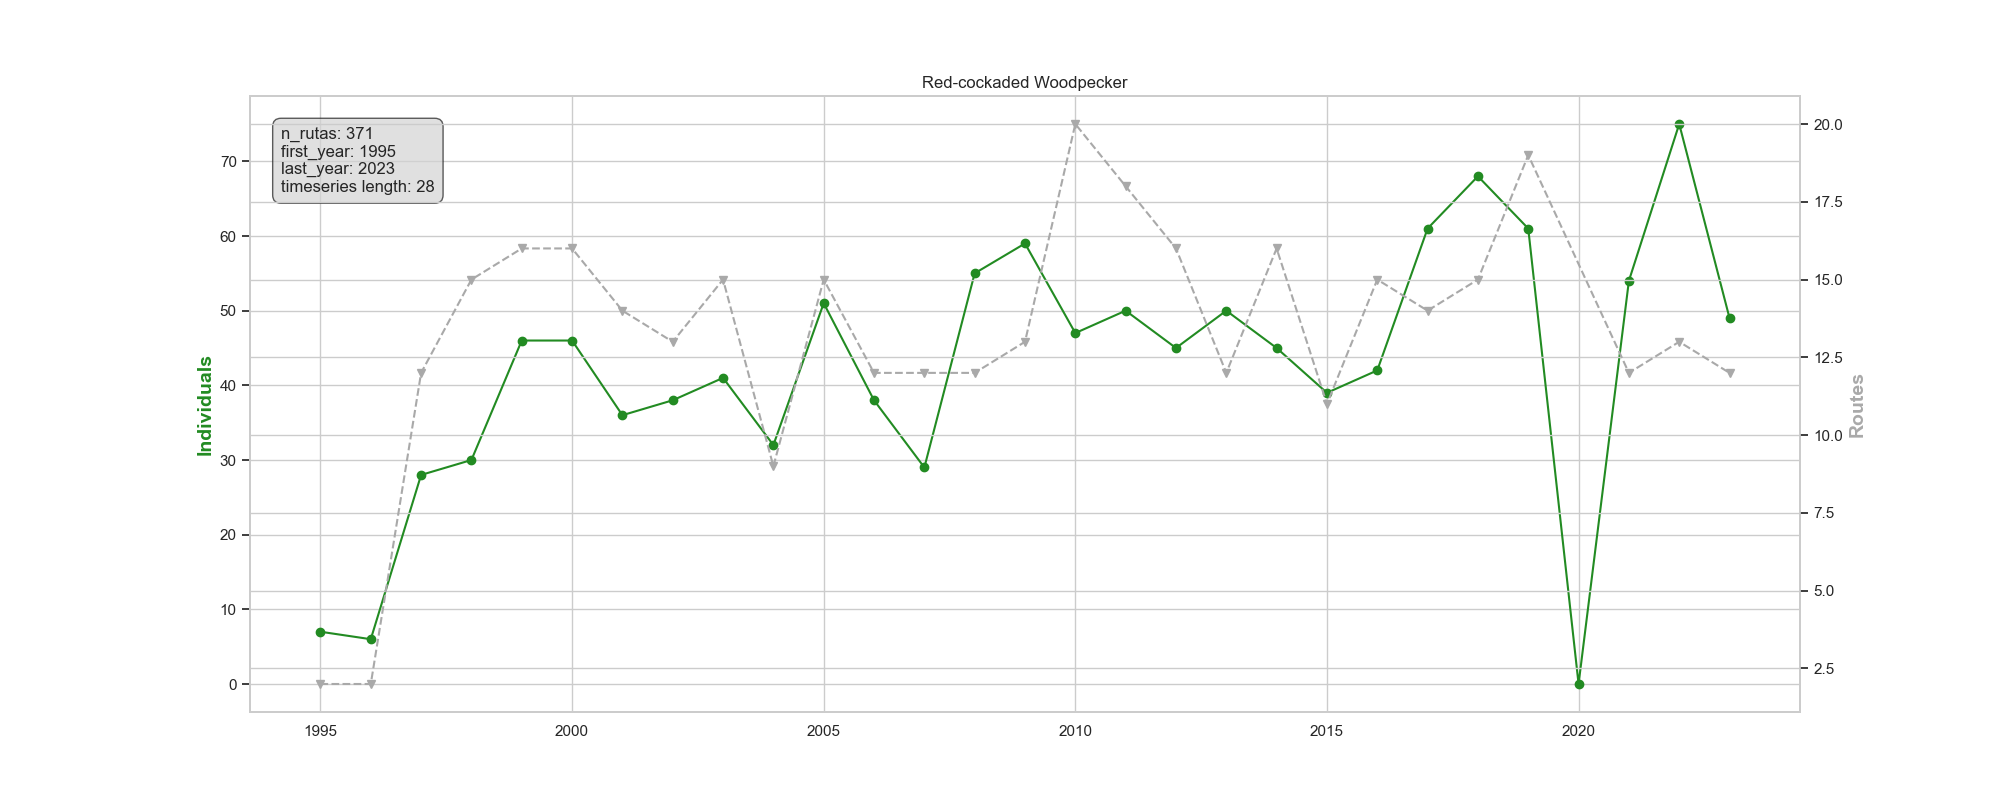 Red-cockaded Woodpecker
n_rutas: 371
first_year: 1995
last_year: 2023
timeseries length: 28
Individuals
70
60
50
40
30
20
10
0
20.0
17.5
15.0
12.5
10.0
7.5
5.0
2.5
Routes
1995 2000 2005 2010 2015 2020